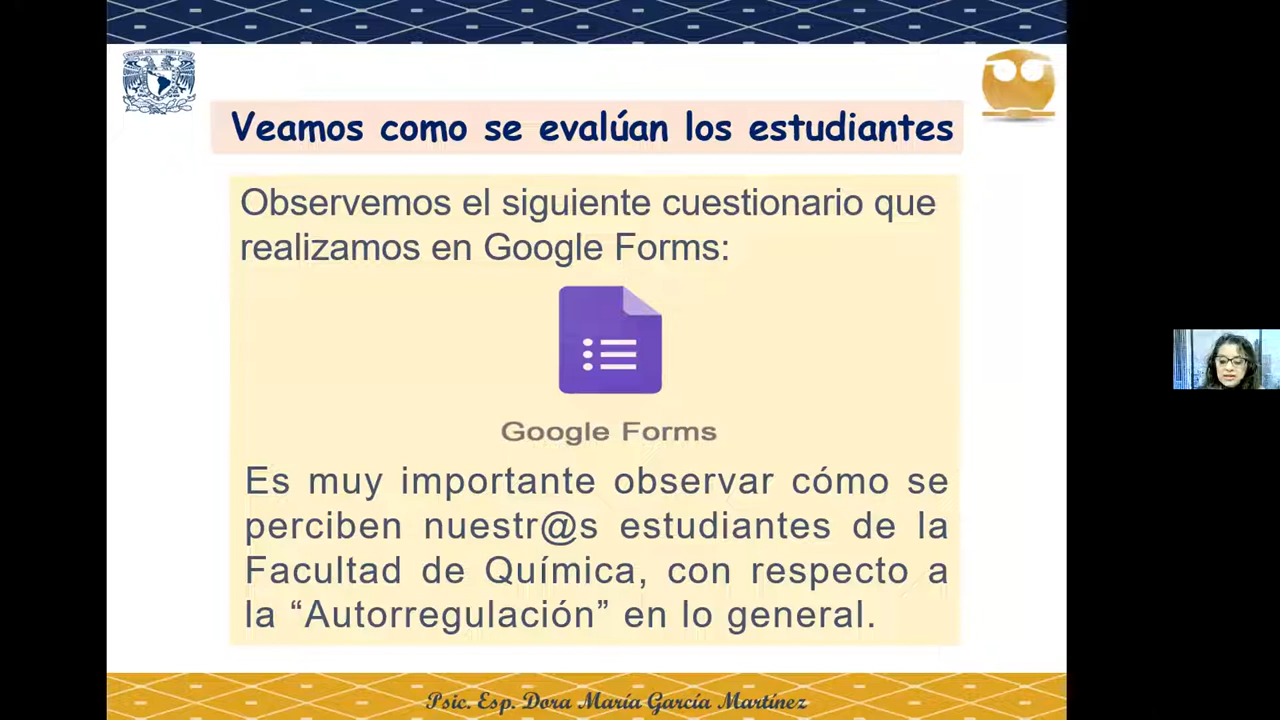 Veamos como se evalúan los estudiantes
Observemos el siguiente cuestionario que
realizamos en Google Forms:
Google Forms
Es muy importante observar cómo se
perciben nuestr@s estudiantes de la
Facultad de Química, con respecto a
la “Autorregulación” en lo general.
Psic. Esp. Dora María García Martínez